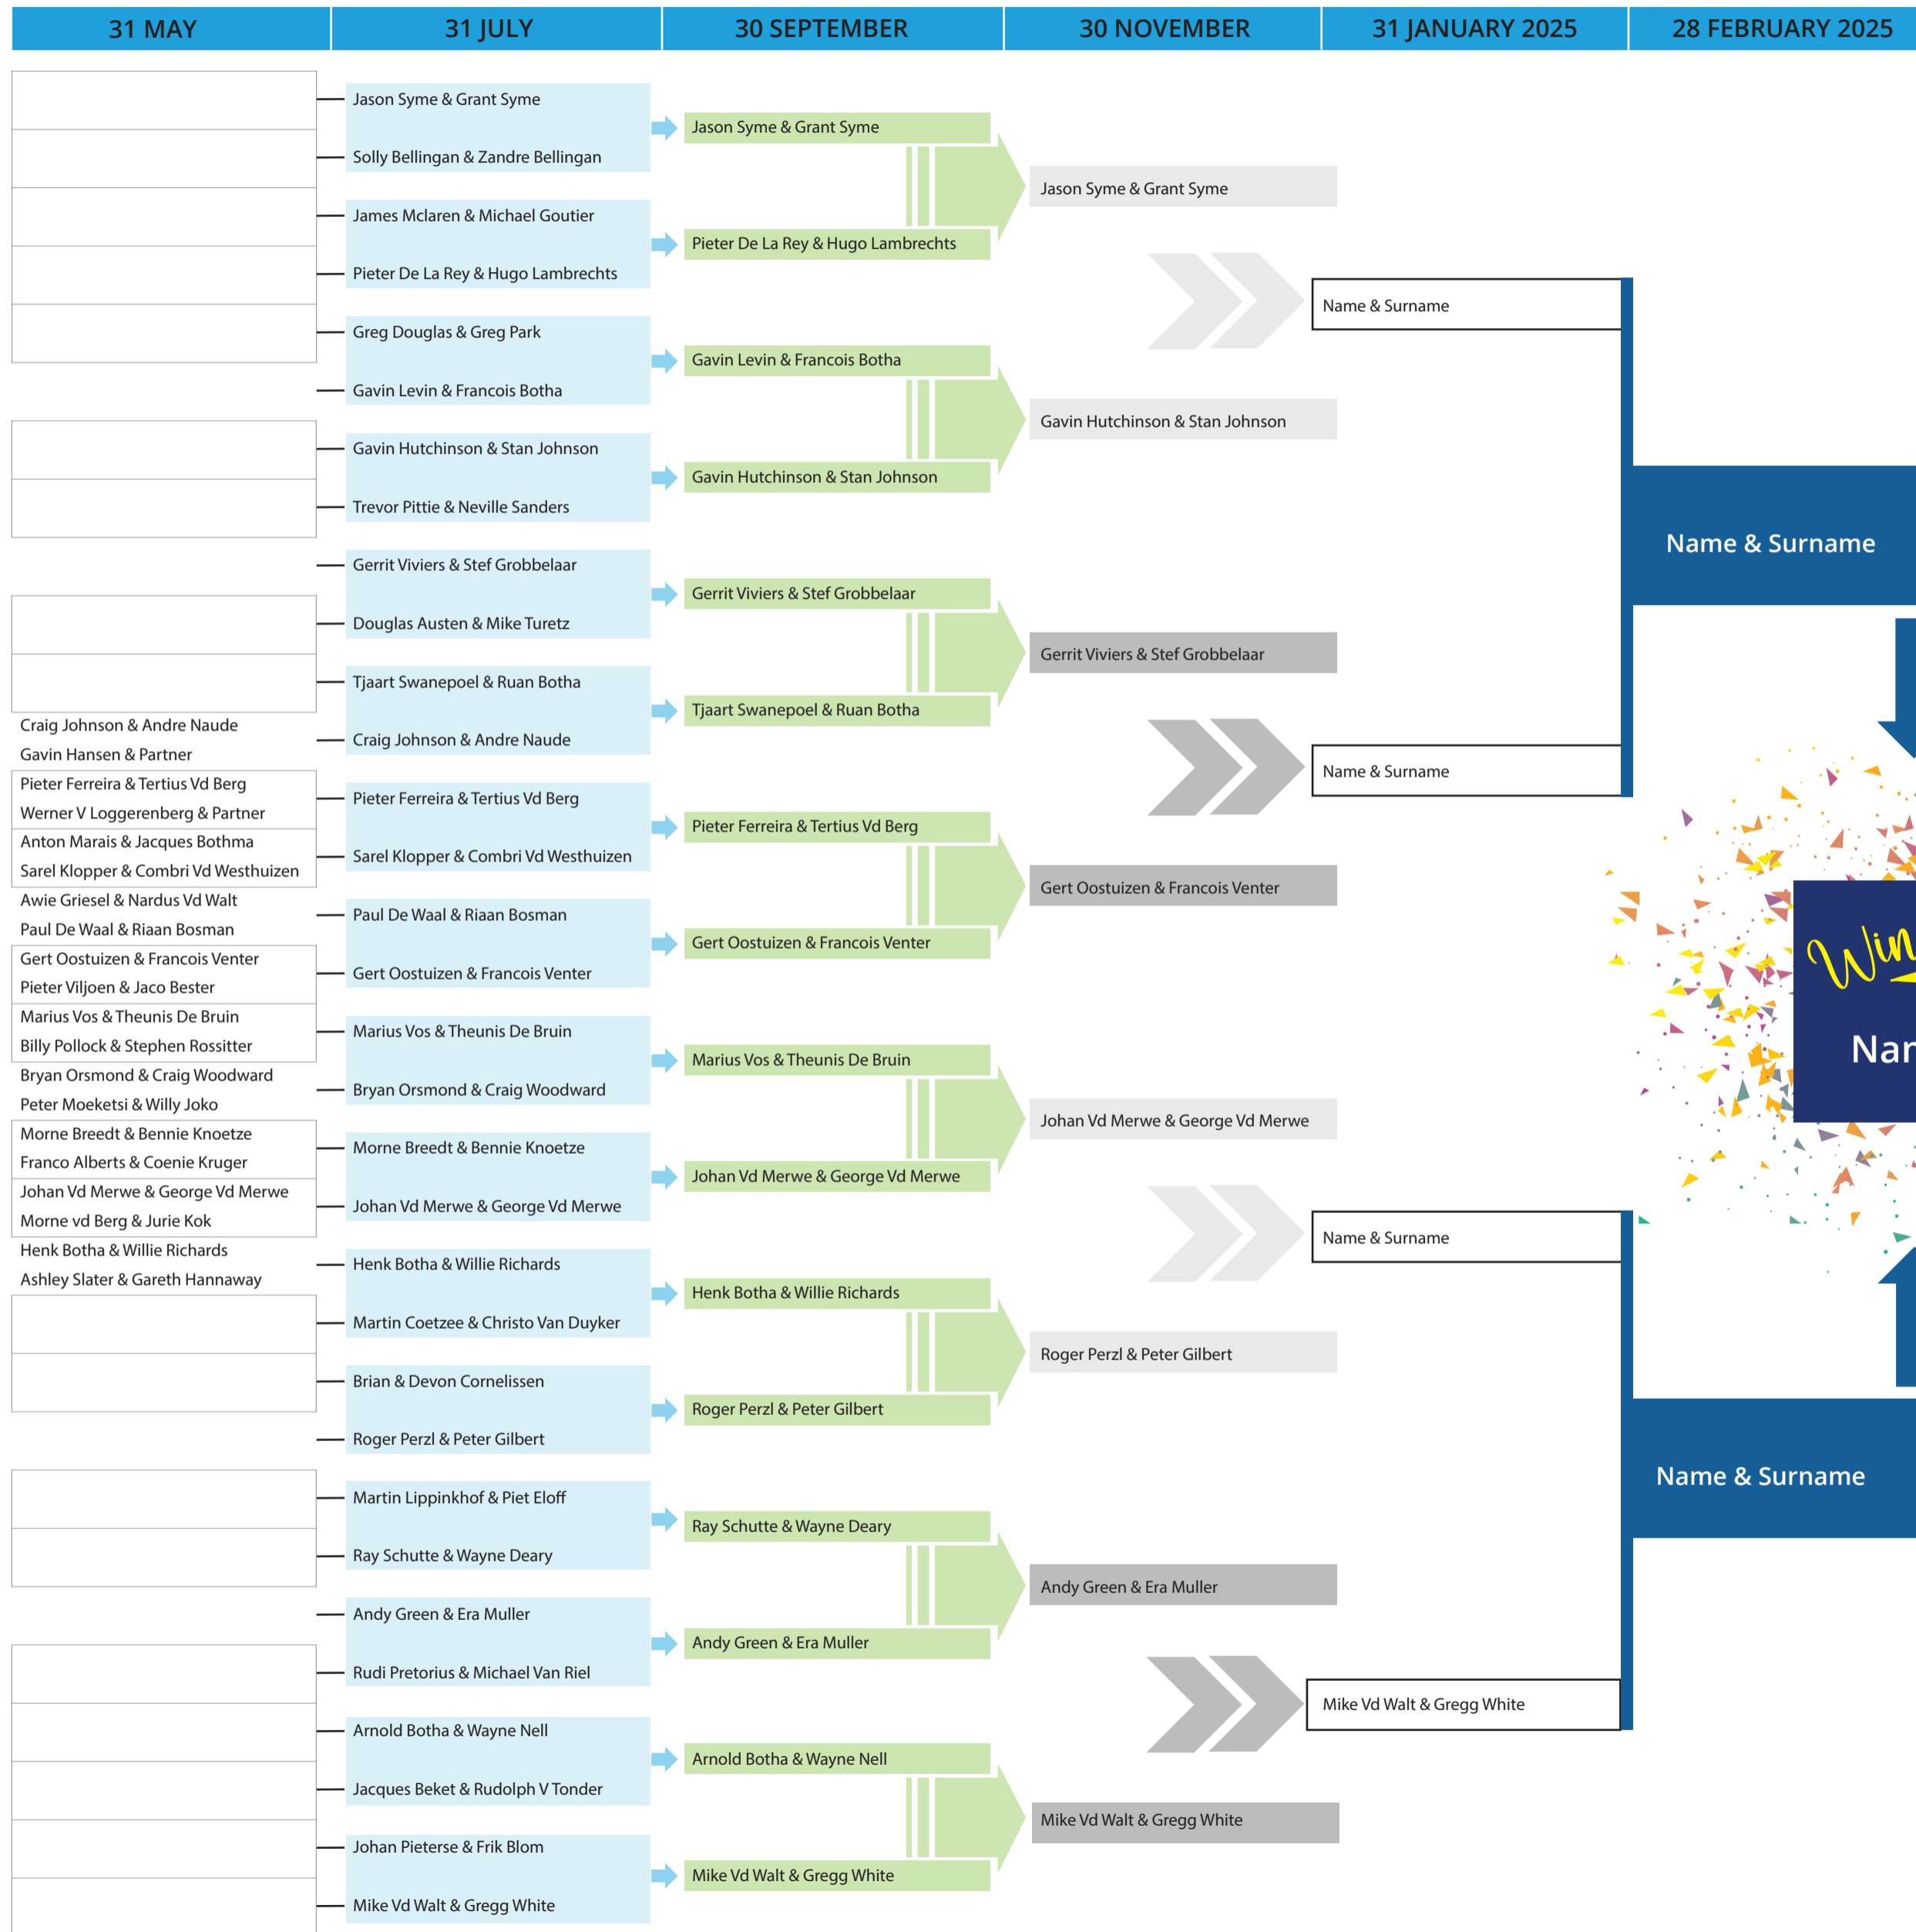 31 MAY
31 JULY
30 SEPTEMBER
30 NOVEMBER
31 JANUARY 2025
28 FEBRUARY 2025
Craig Johnson & Andre Naude
Gavin Hansen & Partner
Pieter Ferreira & Tertius Vd Berg
Werner V Loggerenberg & Partner
Anton Marais & Jacques Bothma
Sarel Klopper & Combri Vd Westhuizen
Awie Griesel & Nardus Vd Walt
Paul De Waal & Riaan Bosman
Gert Oostuizen & Francois Venter
Pieter Viljoen & Jaco Bester
Marius Vos & Theunis De Bruin
Billy Pollock & Stephen Rossitter
Bryan Orsmond & Craig Woodward
Peter Moeketsi & Willy Joko
Morne Breedt & Bennie Knoetze
Franco Alberts & Coenie Kruger
Johan Vd Merwe & George Vd Merwe
Morne vd Berg & Jurie Kok
Henk Botha & Willie Richards
Ashley Slater & Gareth Hannaway
Jason Syme & Grant Syme
Solly Bellingan & Zandre Bellingan
James Mclaren & Michael Goutier
Pieter De La Rey & Hugo Lambrechts
Greg Douglas & Greg Park
Gavin Levin & Francois Botha
Gavin Hutchinson & Stan Johnson
Trevor Pittie & Neville Sanders
Gerrit Viviers & Stef Grobbelaar
Douglas Austen & Mike Turetz
Tjaart Swanepoel & Ruan Botha
Craig Johnson & Andre Naude
Pieter Ferreira & Tertius Vd Berg
Sarel Klopper & Combri Vd Westhuizen
Paul De Waal & Riaan Bosman
Gert Oostuizen & Francois Venter
Marius Vos & Theunis De Bruin
Bryan Orsmond & Craig Woodward
Morne Breedt & Bennie Knoetze
Johan Vd Merwe & George Vd Merwe
Henk Botha & Willie Richards
Martin Coetzee & Christo Van Duyker
Brian & Devon Cornelissen
Roger Perzl & Peter Gilbert
Martin Lippinkhof & Piet Eloff
Ray Schutte & Wayne Deary
Andy Green & Era Muller
Rudi Pretorius & Michael Van Riel
Arnold Botha & Wayne Nell
Jacques Beket & Rudolph V Tonder
Johan Pieterse & Frik Blom
Mike Vd Walt & Gregg White
Jason Syme & Grant Syme
Pieter De La Rey & Hugo Lambrechts
Gavin Levin & Francois Botha
Gavin Hutchinson & Stan Johnson
Gerrit Viviers & Stef Grobbelaar
Tjaart Swanepoel & Ruan Botha
Pieter Ferreira & Tertius Vd Berg
Gert Oostuizen & Francois Venter
Marius Vos & Theunis De Bruin
Johan Vd Merwe & George Vd Merwe
Henk Botha & Willie Richards
Roger Perzl & Peter Gilbert
Ray Schutte & Wayne Deary
Andy Green & Era Muller
Arnold Botha & Wayne Nell
Mike Vd Walt & Gregg White
Jason Syme & Grant Syme
Gavin Hutchinson & Stan Johnson
Gerrit Viviers & Stef Grobbelaar
Gert Oostuizen & Francois Venter
Johan Vd Merwe & George Vd Merwe
Roger Perzl & Peter Gilbert
Andy Green & Era Muller
Mike Vd Walt & Gregg White
Name & Surname
Name & Surname
Name & Surname
Mike Vd Walt & Gregg White
Name & Surname
Win
Nan
Name & Surname